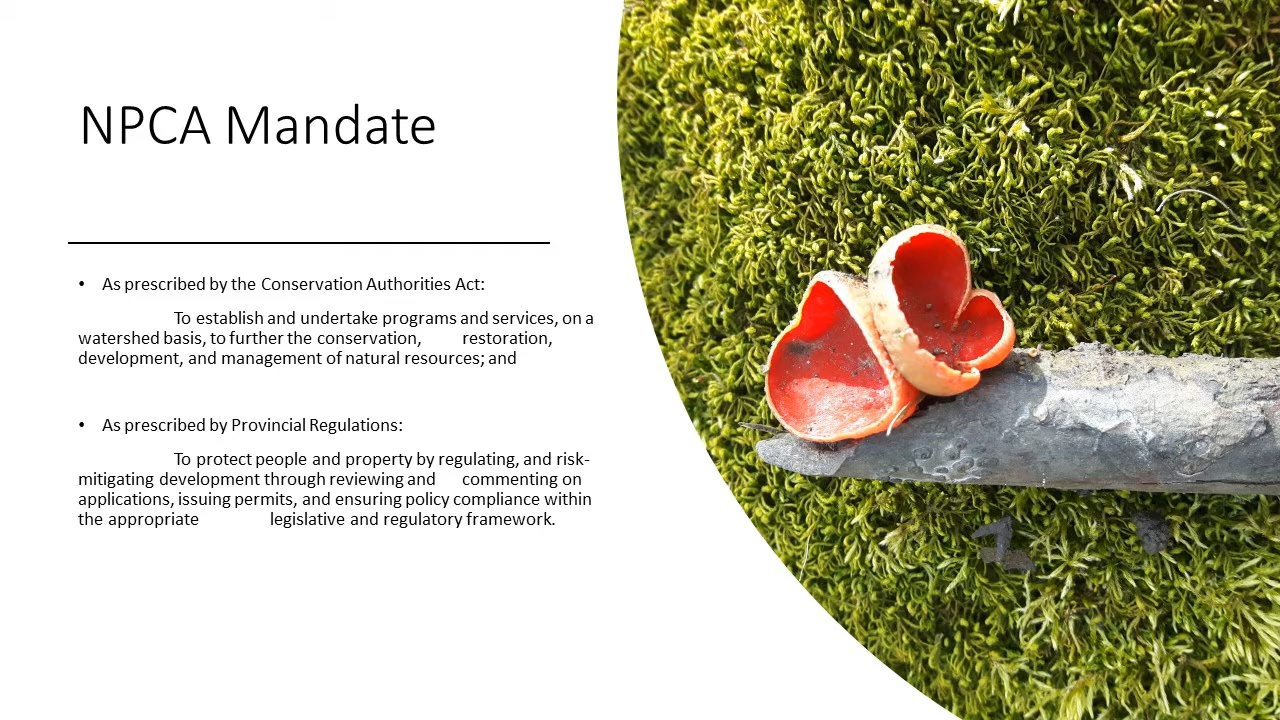 NPCA Mandate
• As prescribed by the Conservation Authorities Act:
To establish and undertake programs and services, on a
watershed basis, to further the conservation, restoration,
development, and management of natural resources; and
• As prescribed by Provincial Regulations:
To protect people and property by regulating, and risk-
mitigating development through reviewing and commenting on
applications, issuing permits, and ensuring policy compliance within
the appropriate legislative and regulatory framework.